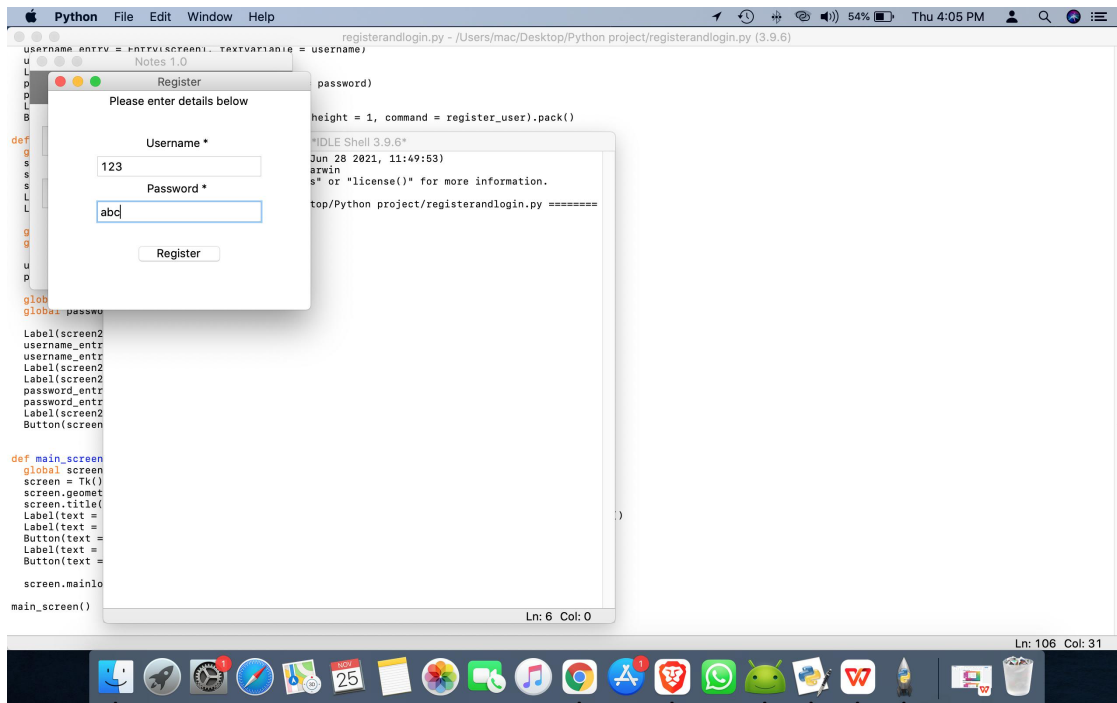 Python File Edit Window Help 54% Thu 4:05 PM
registerandlogin.py - /Users/mac/Desktop/Python project/registerandlogin.py (3.9.6)
username_entry = Entry(screen1, textvariable = username)
Notes 1.0
Register
password)
Please enter details below
height = 1, command = register_user).pack()
Username *
123
Password *
abc
Register
*IDLE Shell 3.9.6*
Jun 28 2021, 11:49:53)
arwin
s" or "license()" for more information.
top/Python project/registerandlogin.py ========
def
u
L
p
p
L
B
g
s
s
s
L
L
g
g
u
p
glob
global passwo
Label(screen2
username_entr
username_entr
Label(screen2
Label(screen2
password_entr
password_entr
Label(screen2
Button(screen
def main_screen
global screen
screen = Tk()
screen.geomet
screen.title(
Label(text =
)
Label(text =
Button(text =
Label(text =
Button(text =
screen.mainlo
main_screen()
Ln: 6 Col: 0
Ln: 106 Col: 31
1
NOV
25
1